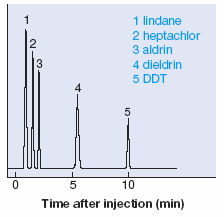 1
2
3
4
5
1 lindane
2 heptachlor
3 aldrin
4 dieldrin
5 DDT
0 5 10
Time after injection (min)